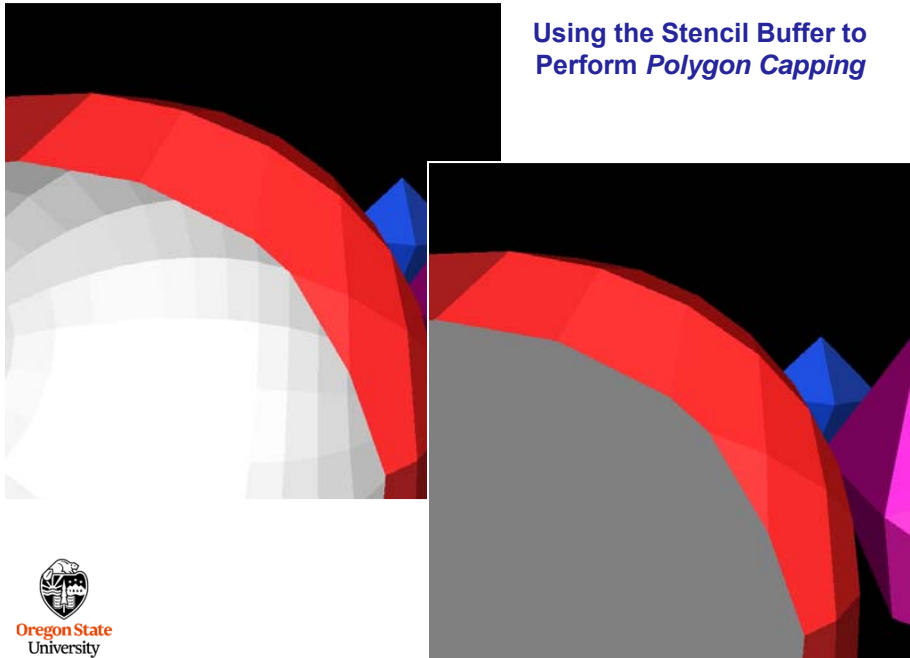 Using the Stencil Buffer to
Perform Polygon Capping
Oregon State
University